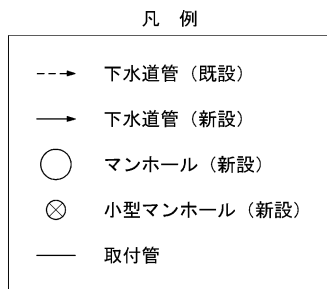 凡 例
下水道管（既設）
下水道管（新設）
マンホール（新設）
小型マンホール（新設）
取付管